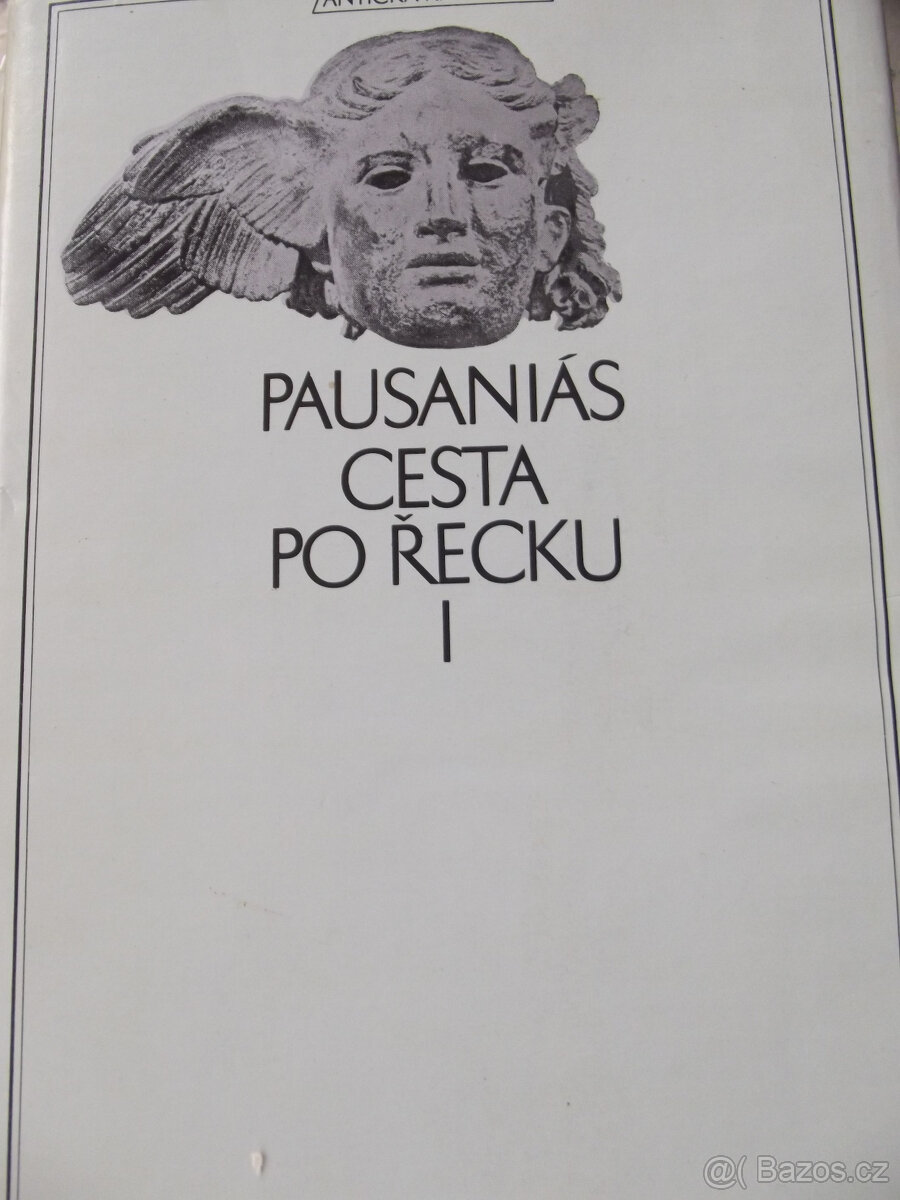 PAUSANIÁS
CESTA
PO ŘECKU
I
@( Bazos.cz